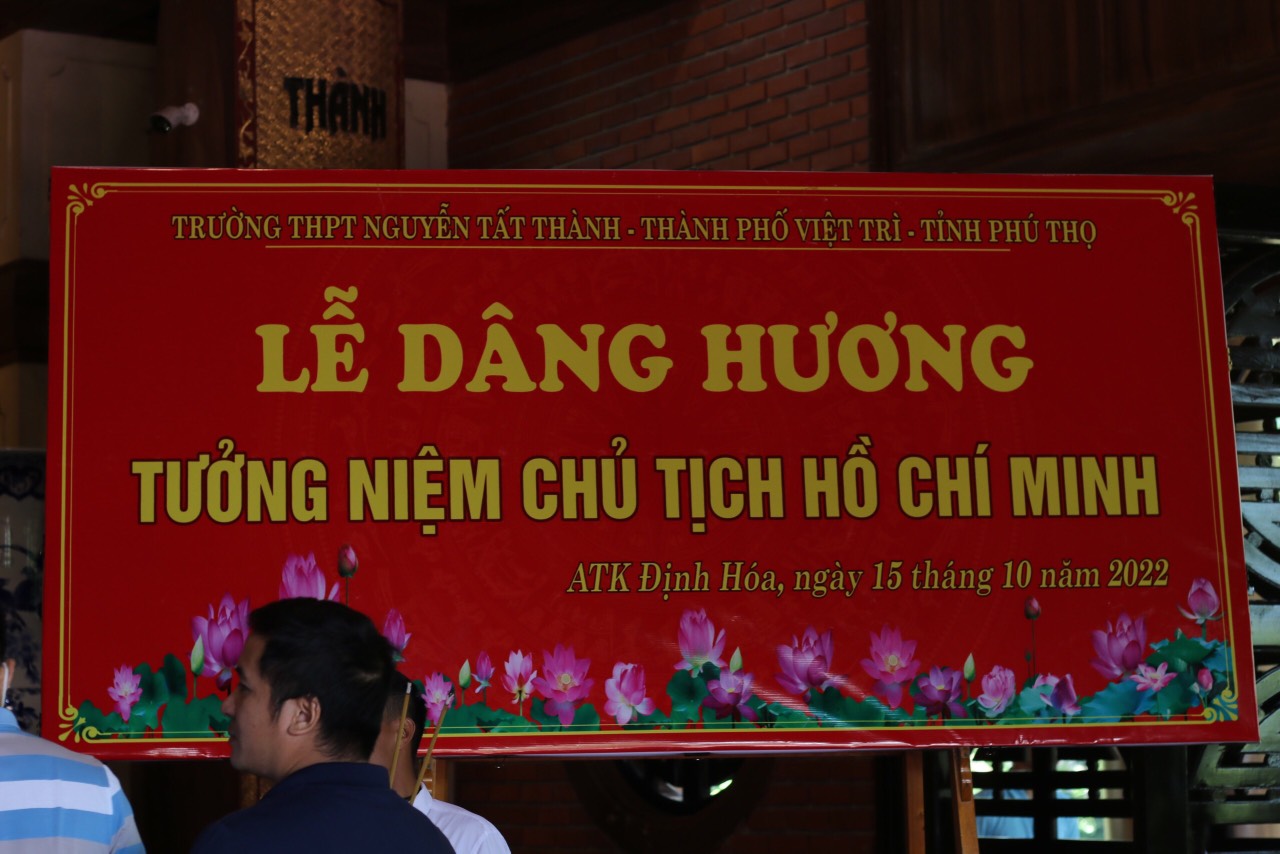 THÀNH
TRƯỜNG THPT NGUYỄN TẤT THÀNH - THÀNH PHỐ VIỆT TRÌ - TỈNH PHÚ THỌ
LỄ DÂNG HƯƠNG
TƯỞNG NIỆM CHỦ TỊCH HỒ CHÍ MINH
ATK Định Hóa, ngày 15 tháng 10 năm 2022